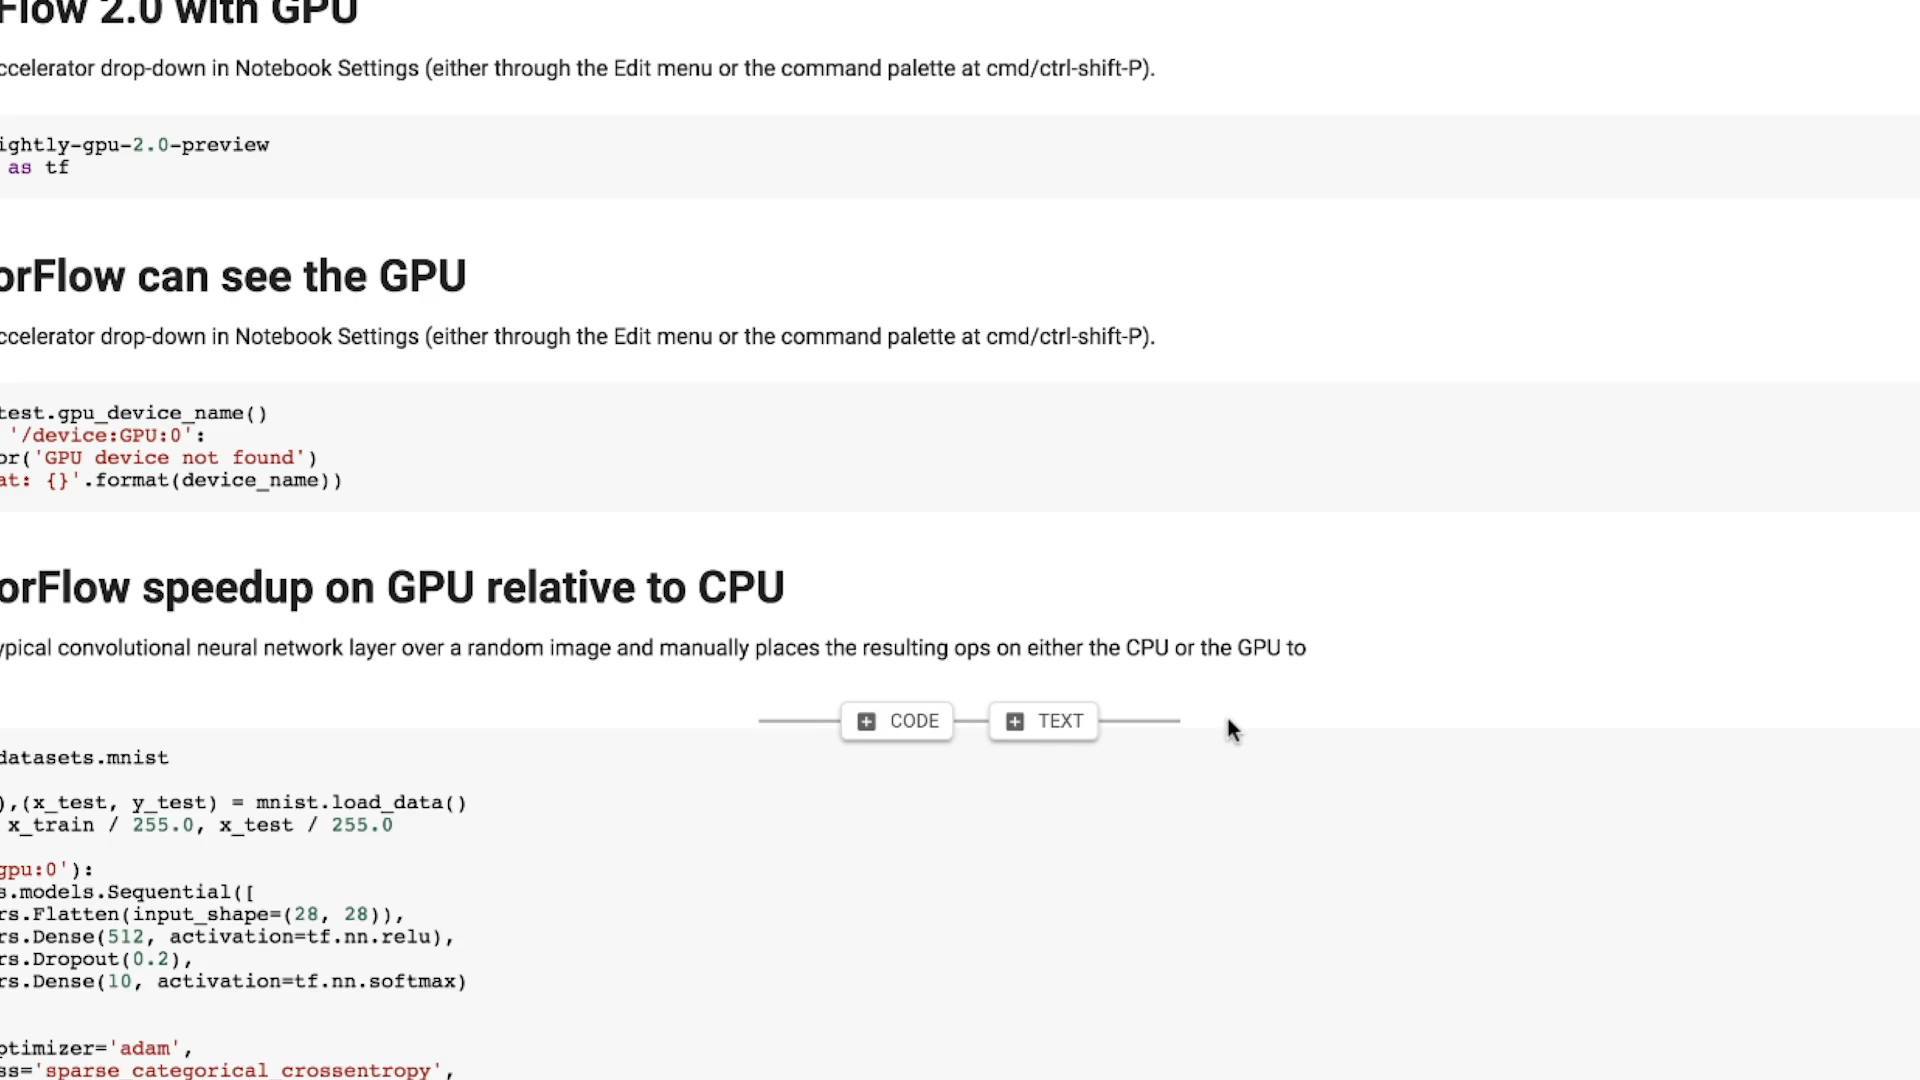 Flow 2.0 with GPU
ccelerator drop-down in Notebook Settings (either through the Edit menu or the command palette at cmd/ctrl-shift-P).
ightly-gpu-2.0-preview
as tf
orFlow can see the GPU
ccelerator drop-down in Notebook Settings (either through the Edit menu or the command palette at cmd/ctrl-shift-P).
test.gpu_device_name()
'/device:GPU:0':
or('GPU device not found')
at: {}'.format(device_name))
orFlow speedup on GPU relative to CPU
ypical convolutional neural network layer over a random image and manually places the resulting ops on either the CPU or the GPU to
CODE TEXT
datasets.mnist
),(x_test, y_test) = mnist.load_data()
x_train / 255.0, x_test / 255.0
gpu:0'):
s.models.Sequential([
rs.Flatten(input_shape=(28, 28)),
rs.Dense(512, activation=tf.nn.relu),
rs.Dropout(0.2),
rs.Dense(10, activation=tf.nn.softmax)
ptimizer='adam',
ss='sparse_categorical_crossentropy',